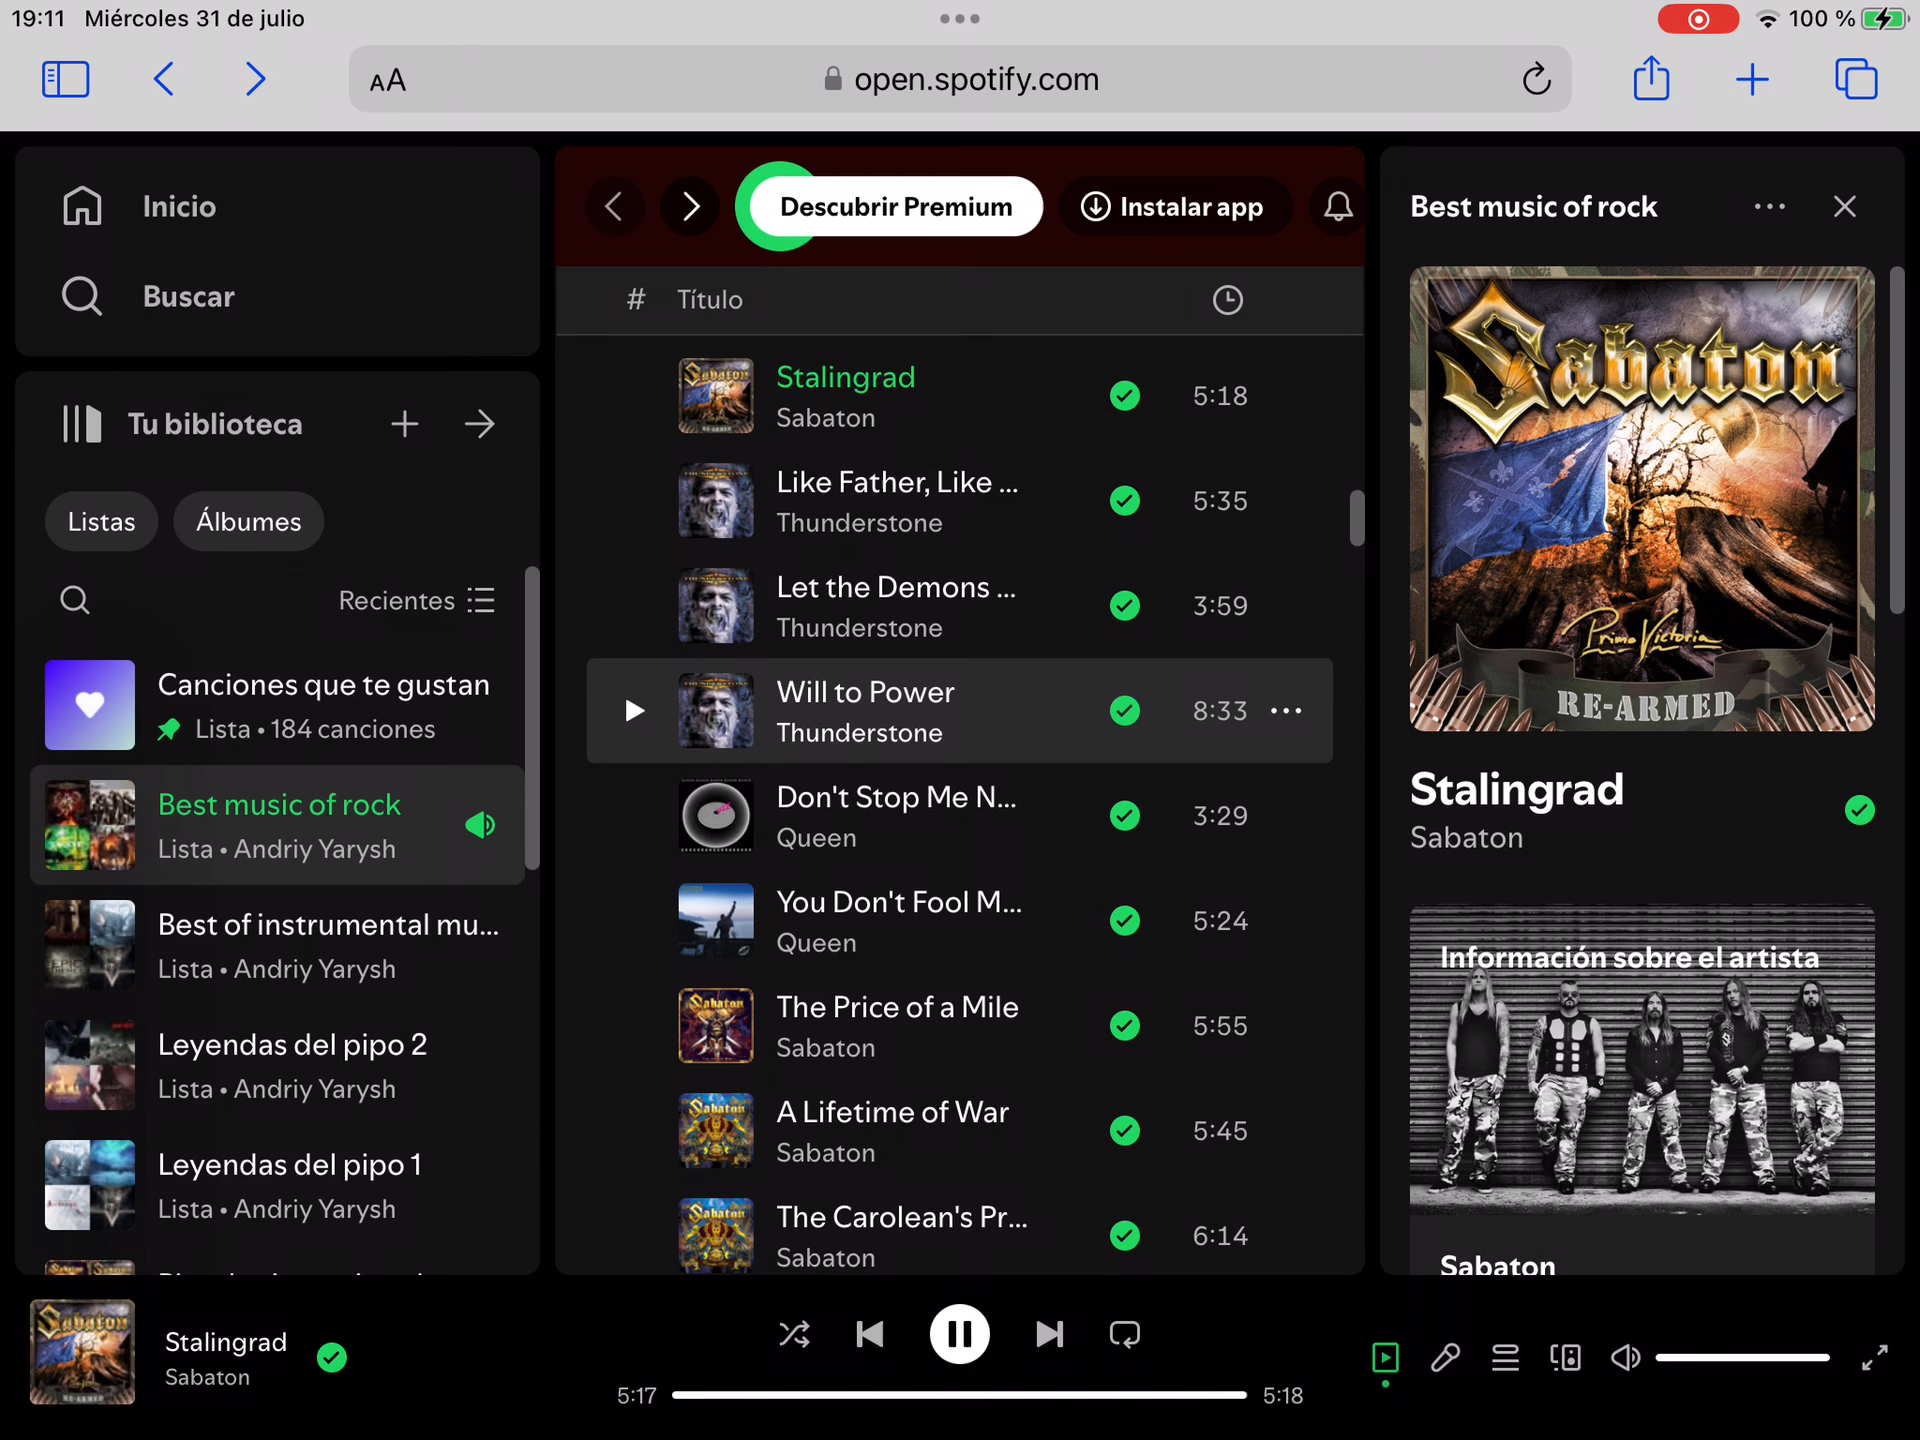 19:11 Miércoles 31 de julio
100 %
AA
open.spotify.com
Inicio
Buscar
Tu biblioteca
Listas
Álbumes
Recientes
Canciones que te gustan
Lista • 184 canciones
Best music of rock
Lista • Andriy Yarysh
Best of instrumental mu...
Lista • Andriy Yarysh
Leyendas del pipo 2
Lista • Andriy Yarysh
Leyendas del pipo 1
Lista • Andriy Yarysh
Descubrir Premium
Instalar app
# Título
Stalingrad
Sabaton
5:18
Like Father, Like ...
Thunderstone
5:35
Let the Demons ...
Thunderstone
3:59
Will to Power
Thunderstone
8:33
Don't Stop Me N...
Queen
3:29
You Don't Fool M...
Queen
5:24
The Price of a Mile
Sabaton
5:55
A Lifetime of War
Sabaton
5:45
The Carolean's Pr...
Sabaton
6:14
Best music of rock
Sabaton
Primo Victoria
RE-ARMED
Stalingrad
Sabaton
Información sobre el artista
Sabaton
Sabaton
RE-ARMED
Stalingrad
Sabaton
5:17
5:18